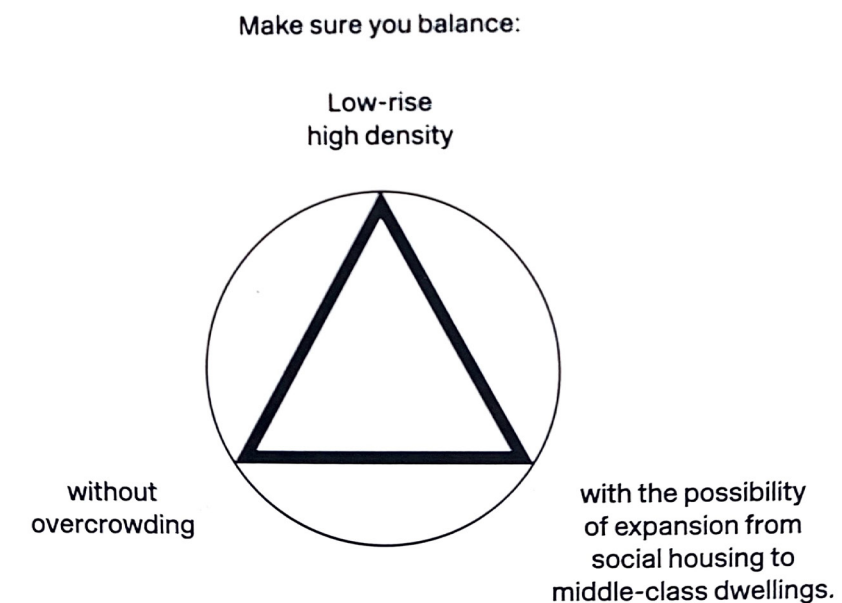 Make sure you balance:
Low-rise
high density
without
overcrowding
with the possibility
of expansion from
social housing to
middle-class dwellings.